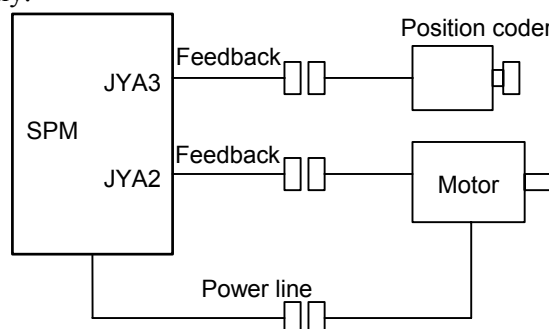 Position coder
Feedback
JYA3
SPM
Feedback
JYA2
Motor
Power line